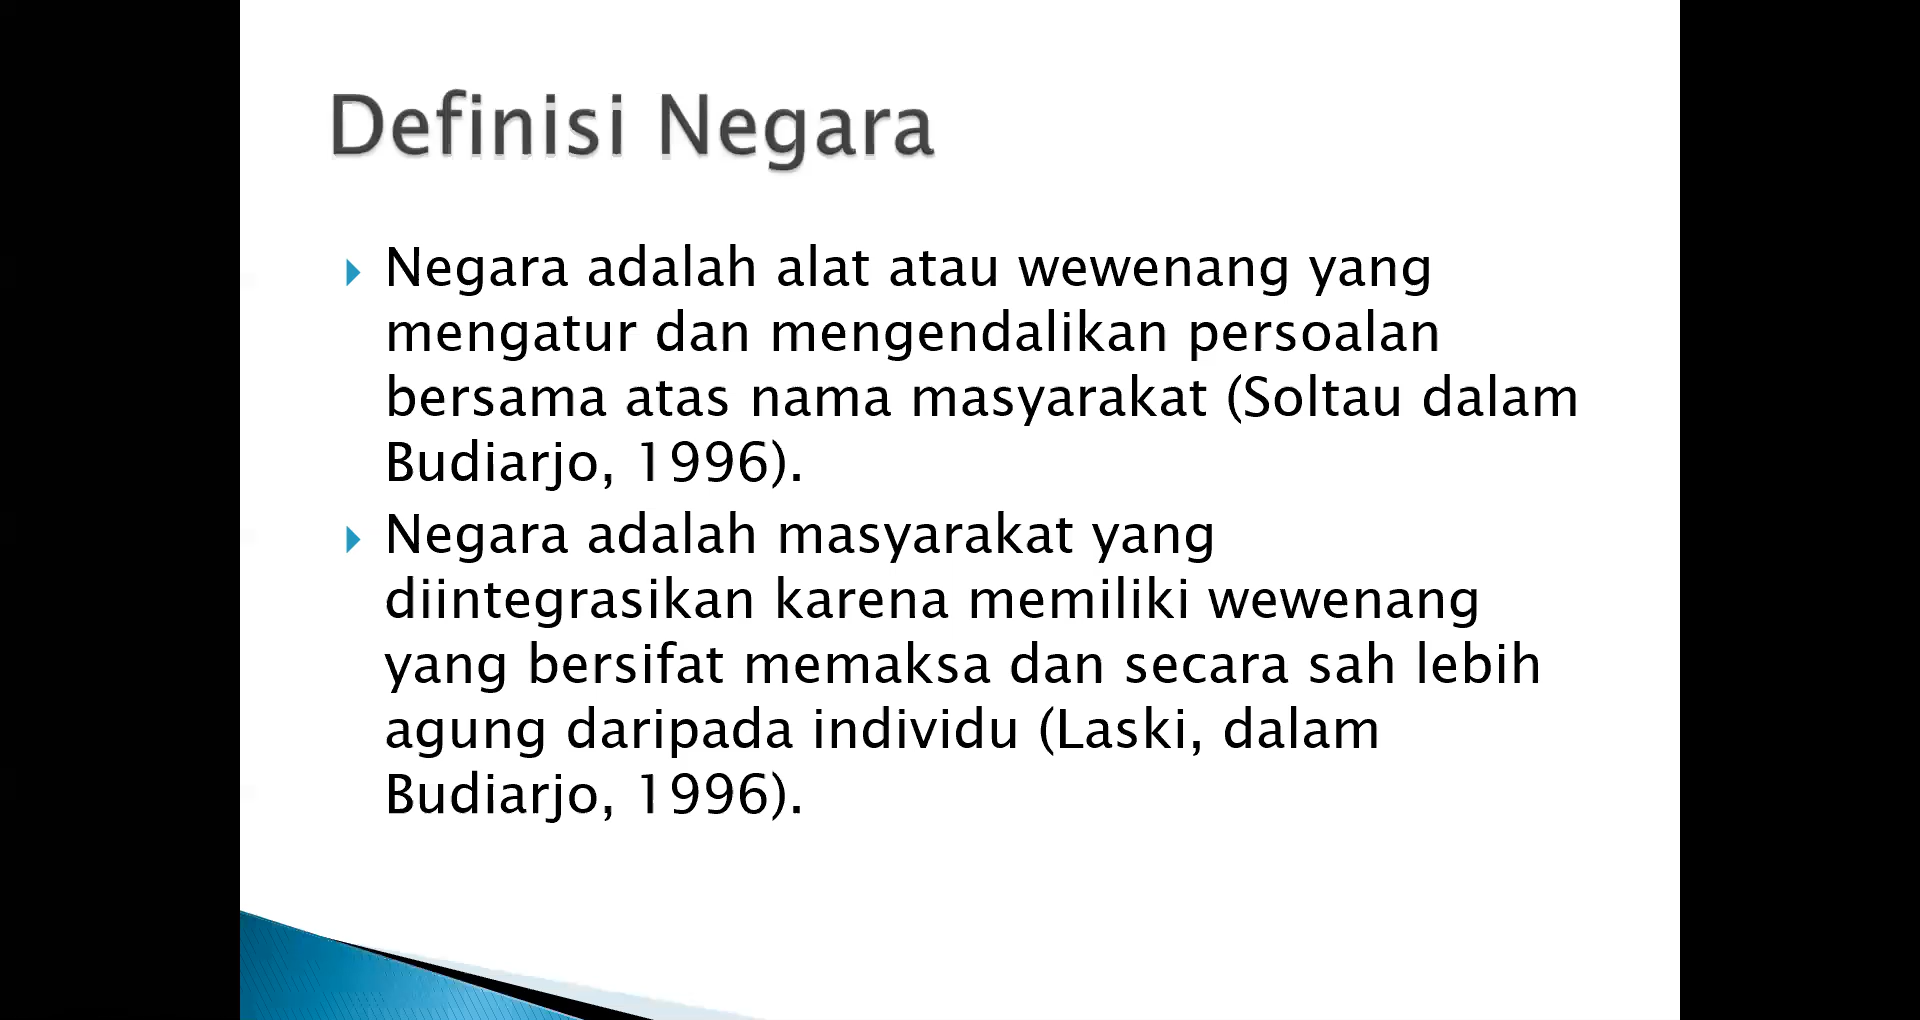 Definisi Negara
Negara adalah alat atau wewenang yang
mengatur dan mengendalikan persoalan
bersama atas nama masyarakat (Soltau dalam
Budiarjo, 1996).
Negara adalah masyarakat yang
diintegrasikan karena memiliki wewenang
yang bersifat memaksa dan secara sah lebih
agung daripada individu (Laski, dalam
Budiarjo, 1996).